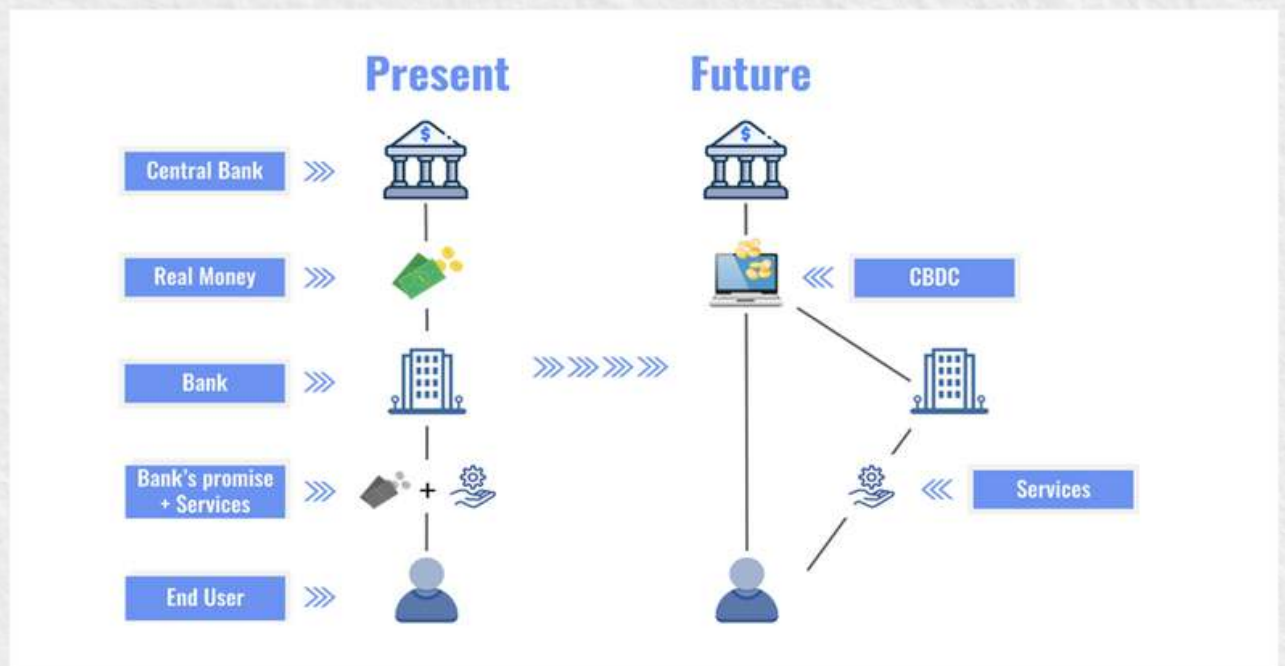 Present
Future
Central Bank
Real Money
CBDC
Bank
Bank's promise
+ Services
+
Services
End User